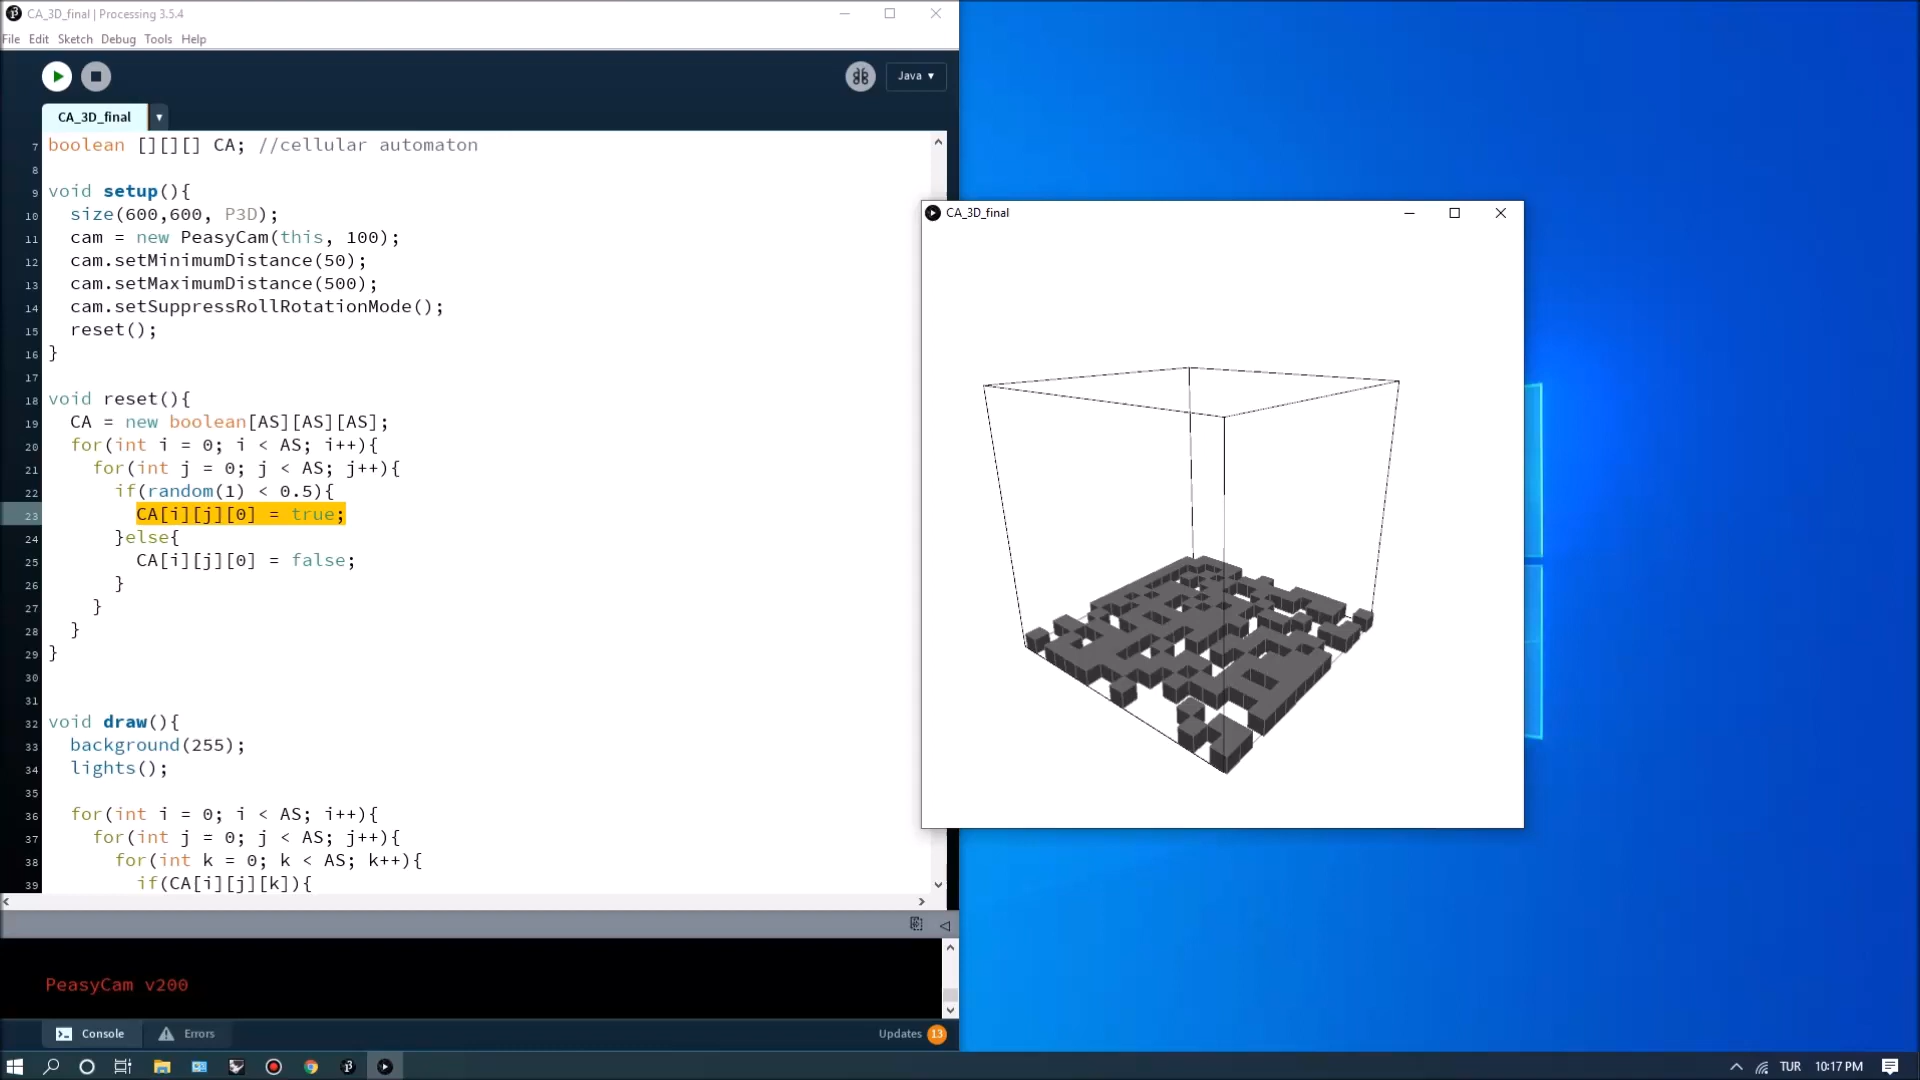 CA_3D_final | Processing 3.5.4
File Edit Sketch Debug Tools Help
Java ▾
CA_3D_final
7 boolean [][][] CA; //cellular automaton
8
9 void setup(){
10 size(600,600, P3D);
11 cam = new PeasyCam(this, 100);
12 cam.setMinimumDistance(50);
13 cam.setMaximumDistance(500);
14 cam.setSuppressRollRotationMode();
15 reset();
16 }
17
18 void reset(){
19 CA = new boolean[AS][AS][AS];
20 for(int i = 0; i < AS; i++){
21 for(int j = 0; j < AS; j++){
22 if(random(1) < 0.5){
23 CA[i][j][0] = true;
24 }else{
25 CA[i][j][0] = false;
26 }
27 }
28 }
29 }
30
31
32 void draw(){
33 background(255);
34 lights();
35
36 for(int i = 0; i < AS; i++){
37 for(int j = 0; j < AS; j++){
38 for(int k = 0; k < AS; k++){
39 if(CA[i][j][k]){
PeasyCam v200
Console Errors
Updates 13
CA_3D_final
TUR 10:17 PM